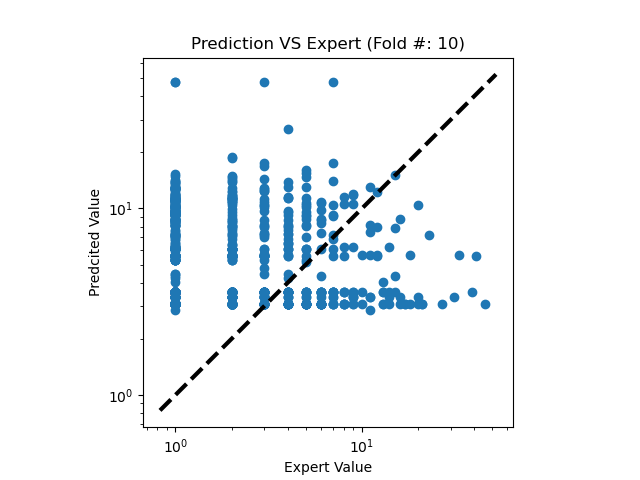 Prediction VS Expert (Fold #: 10)
Predcited Value
10¹
10⁰
10⁰ 10¹
Expert Value